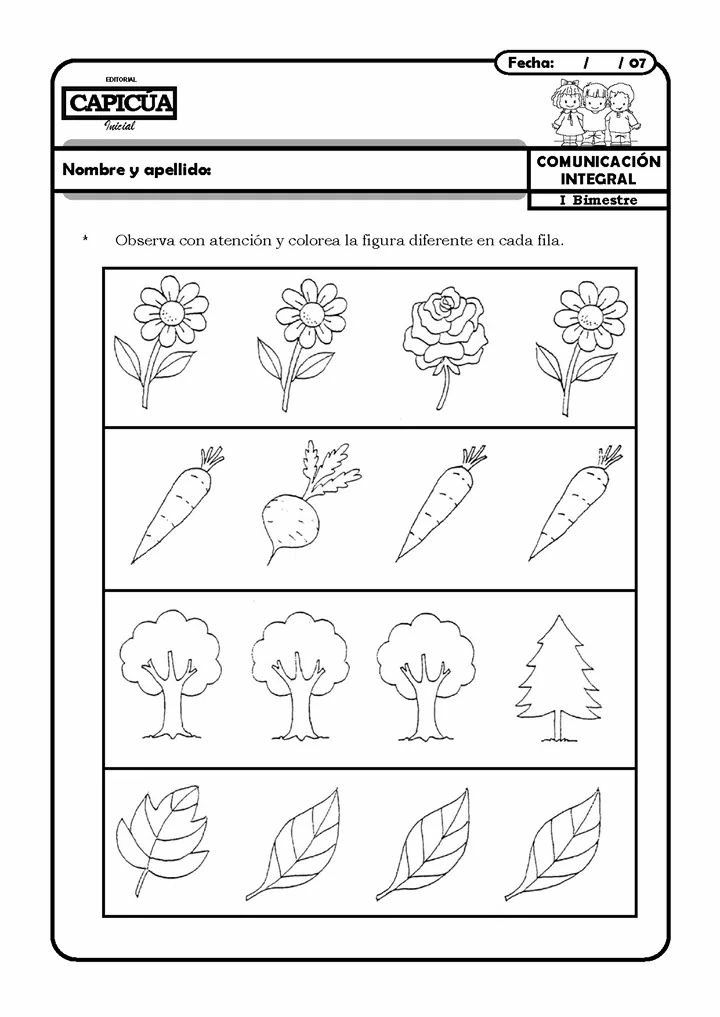 Fecha: / / 07
EDITORIAL
CAPICÚA
Inicial
Nombre y apellido:
COMUNICACIÓN
INTEGRAL
I Bimestre
* Observa con atención y colorea la figura diferente en cada fila.